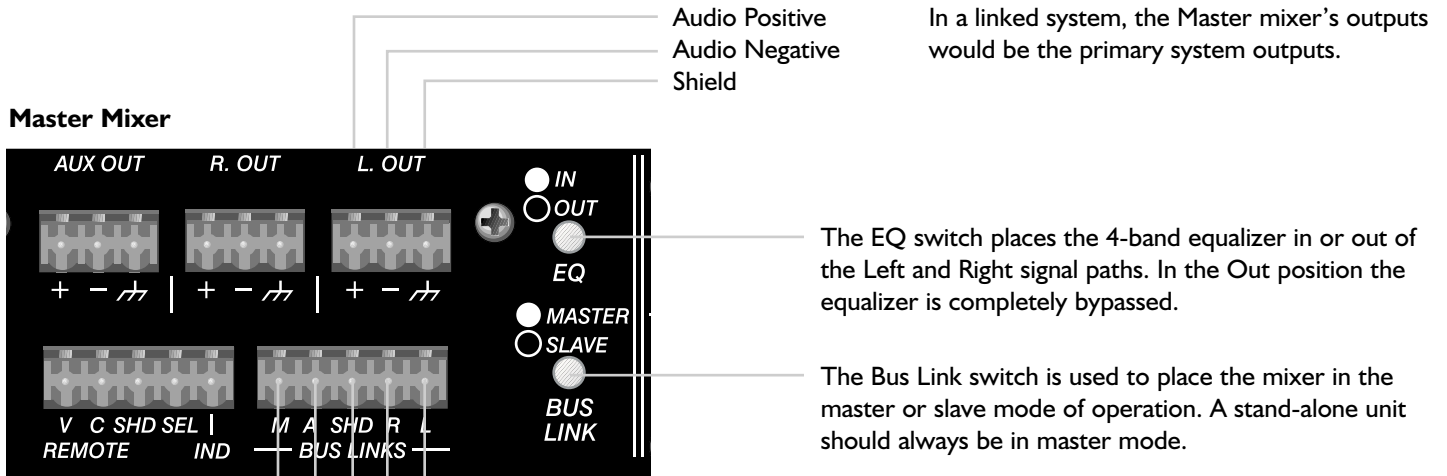 Audio Positive
Audio Negative
Shield
In a linked system, the Master mixer’s outputs
would be the primary system outputs.
Master Mixer
AUX OUT R. OUT L. OUT
IN
OUT
EQ
+ − + − + −
The EQ switch places the 4-band equalizer in or out of
the Left and Right signal paths. In the Out position the
equalizer is completely bypassed.
MASTER
SLAVE
BUS
LINK
V C SHD SEL
REMOTE IND
M A SHD R L
BUS LINKS
The Bus Link switch is used to place the mixer in the
master or slave mode of operation. A stand-alone unit
should always be in master mode.